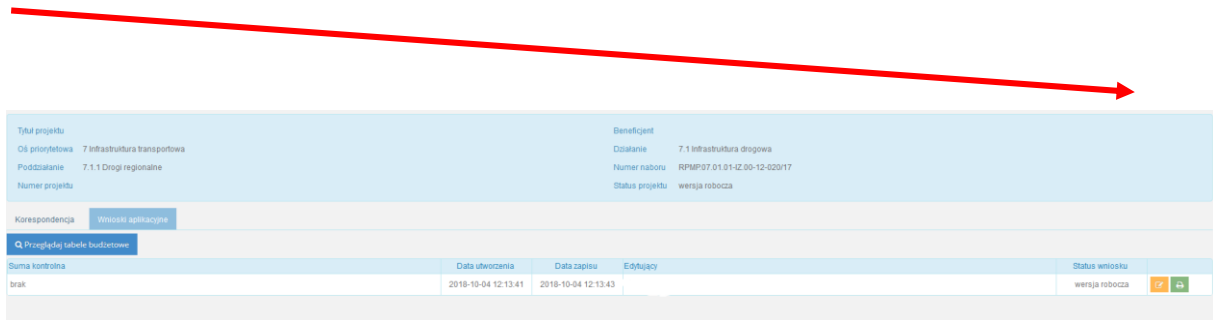 Tytuł projektu Beneficjent
Oś priorytetowa 7 Infrastruktura transportowa Działanie 7.1 Infrastruktura drogowa
Poddziałanie 7.1.1 Drogi regionalne Numer naboru RPMP.07.01.01-IZ.00-12-020/17
Numer projektu Status projektu wersja robocza
Korespondencja Wnioski aplikacyjne
Przeglądaj tabele budżetowe
Suma kontrolna Data utworzenia Data zapisu Edytujący Status wniosku
brak 2018-10-04 12:13:41 2018-10-04 12:13:43 wersja robocza